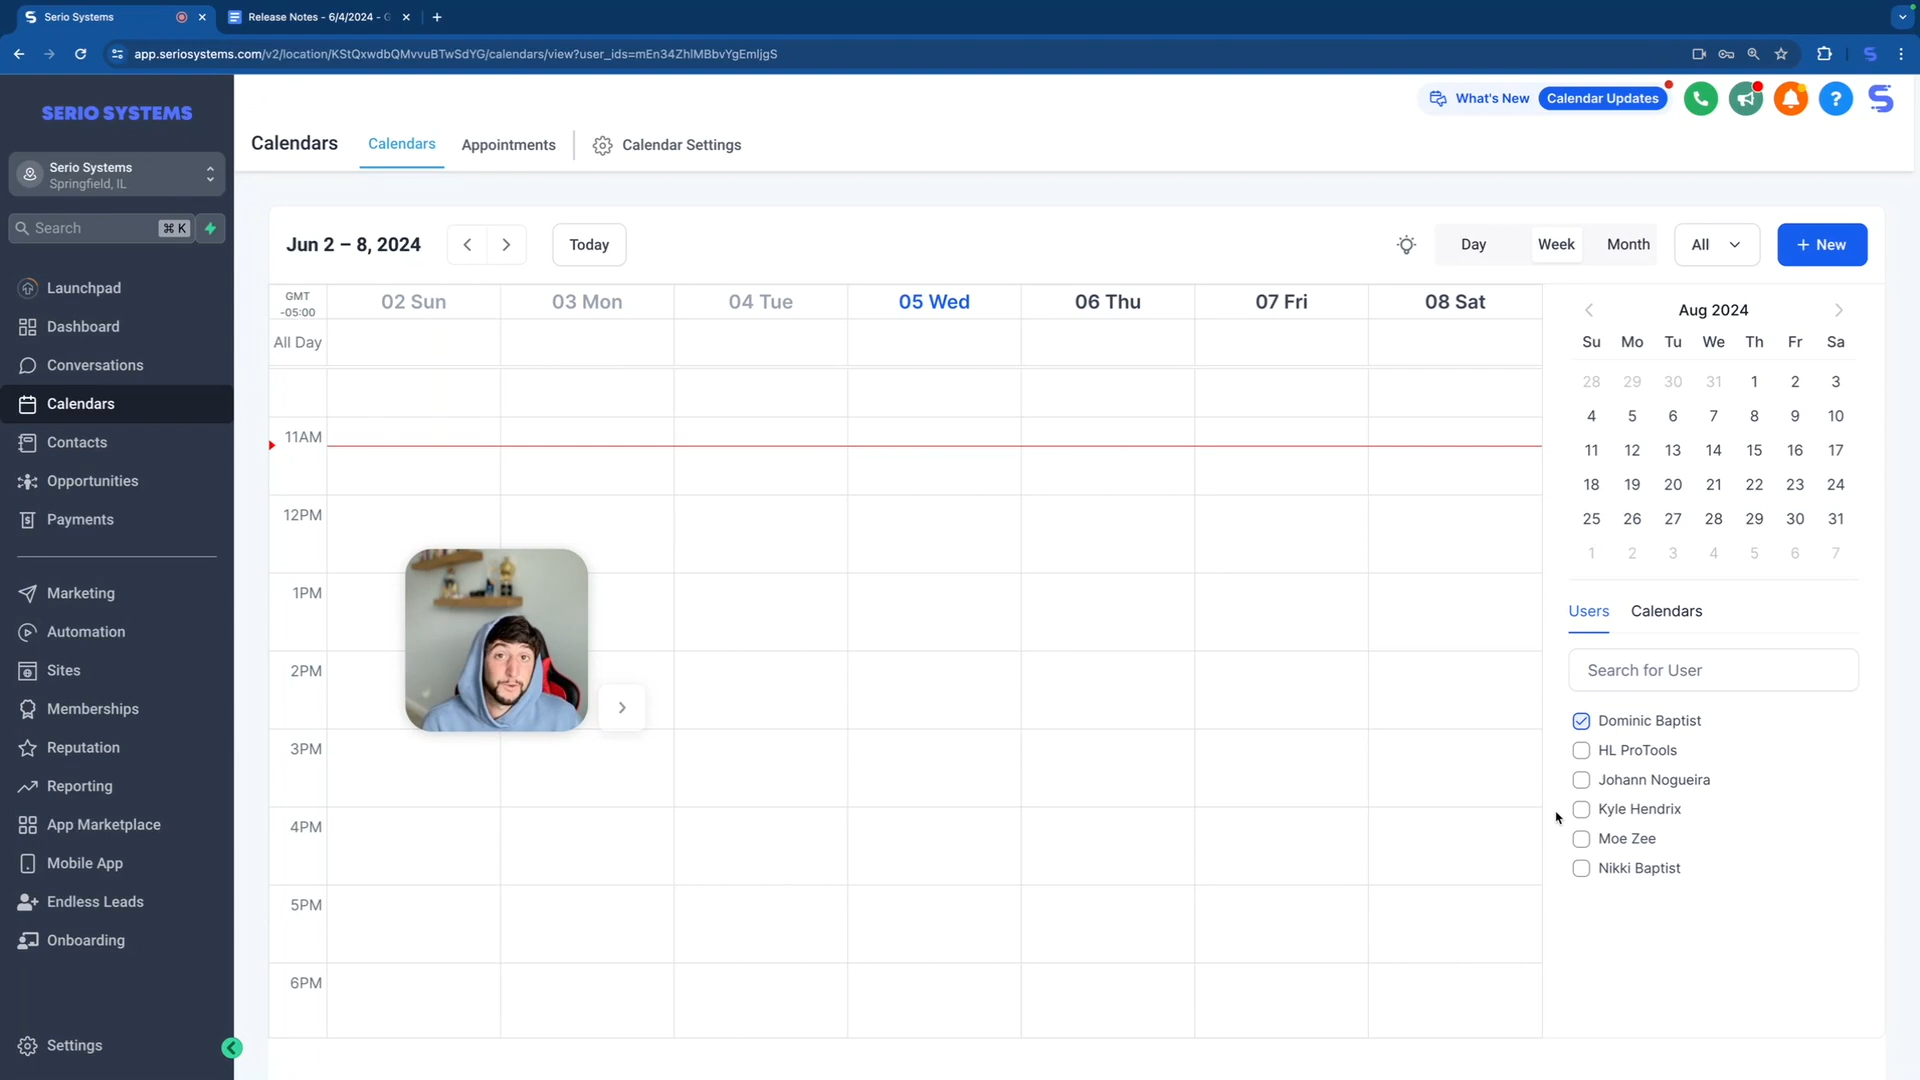 Serio Systems
Release Notes - 6/4/2024 - G
app.seriosystems.com/v2/location/KStQxwdbQMvvuBTwSdYG/calendars/view?user_ids=mEn34ZhlMBbvYgEmljgS
SERIO SYSTEMS
Serio Systems
Springfield, IL
Search ⌘ K
Launchpad
Dashboard
Conversations
Calendars
Contacts
Opportunities
Payments
Marketing
Automation
Sites
Memberships
Reputation
Reporting
App Marketplace
Mobile App
Endless Leads
Onboarding
Settings
What's New Calendar Updates
Calendars Calendars Appointments Calendar Settings
Jun 2 – 8, 2024 Today Day Week Month All + New
GMT
-05:00
02 Sun 03 Mon 04 Tue 05 Wed 06 Thu 07 Fri 08 Sat
All Day
11AM
12PM
1PM
2PM
3PM
4PM
5PM
6PM
Aug 2024
Su Mo Tu We Th Fr Sa
28 29 30 31 1 2 3
4 5 6 7 8 9 10
11 12 13 14 15 16 17
18 19 20 21 22 23 24
25 26 27 28 29 30 31
1 2 3 4 5 6 7
Users Calendars
Search for User
Dominic Baptist
HL ProTools
Johann Nogueira
Kyle Hendrix
Moe Zee
Nikki Baptist